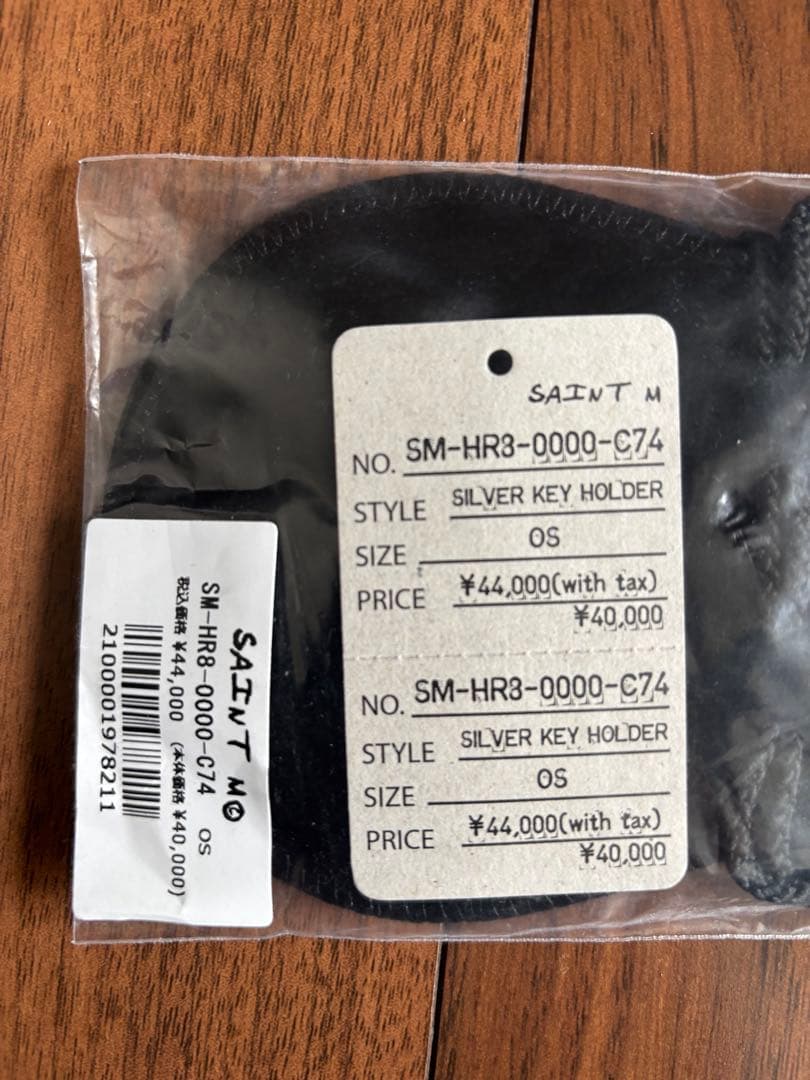 SAINT M
NO. SM-HR8-0000-C74
STYLE SILVER KEY HOLDER
SIZE OS
PRICE ¥44,000(with tax)
¥40,000
NO. SM-HR8-0000-C74
STYLE SILVER KEY HOLDER
SIZE OS
PRICE ¥44,000(with tax)
¥40,000
SAINT M©
SM-HR8-0000-C74 OS
税込価格 ¥44,000 (本体価格 ¥40,000)
2100001978211